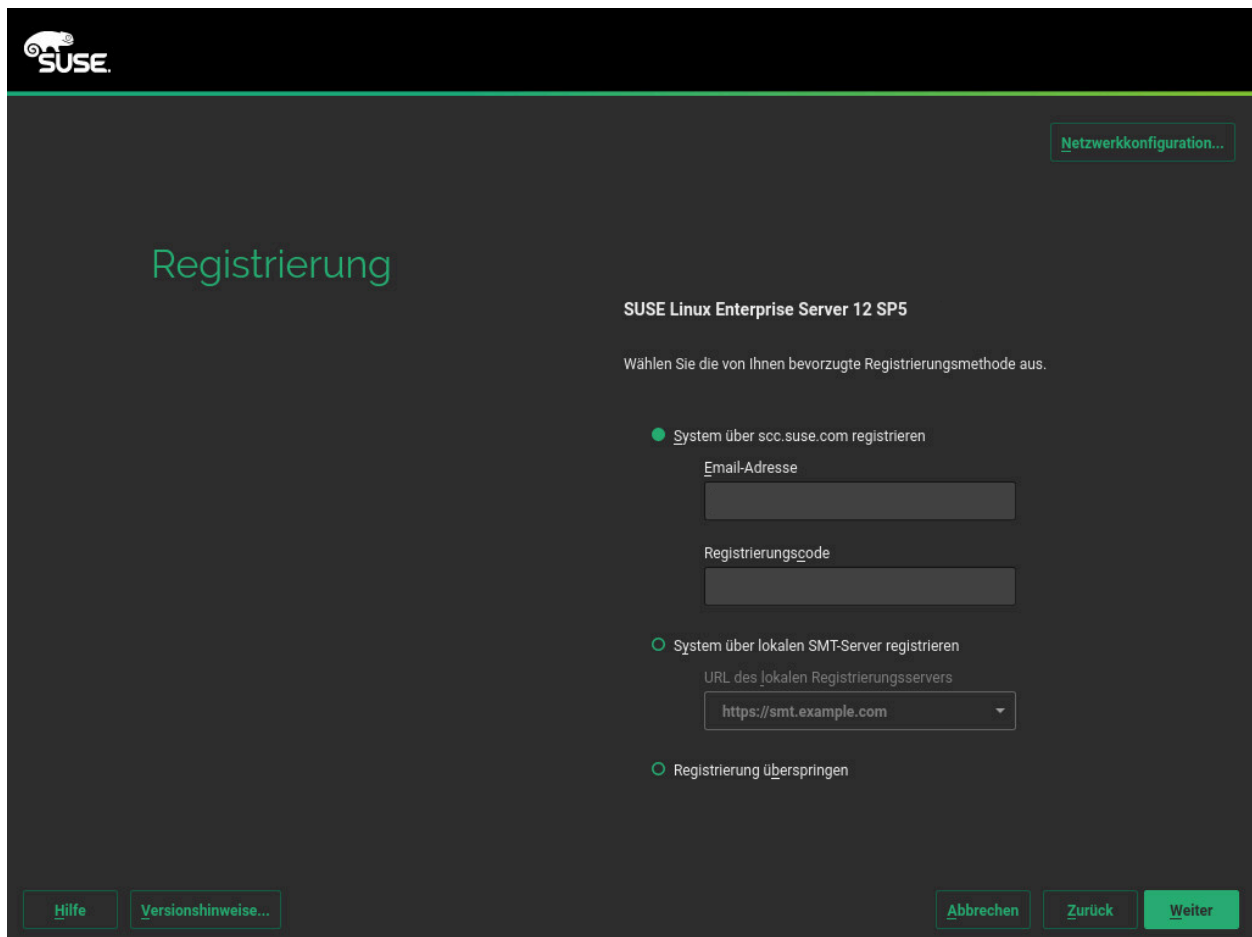 SUSE.
Netzwerkkonfiguration...
Registrierung
SUSE Linux Enterprise Server 12 SP5
Wählen Sie die von Ihnen bevorzugte Registrierungsmethode aus.
System über scc.suse.com registrieren
Email-Adresse
Registrierungscode
System über lokalen SMT-Server registrieren
URL des lokalen Registrierungsservers
https://smt.example.com
Registrierung überspringen
Hilfe Versionshinweise... Abbrechen Zurück Weiter